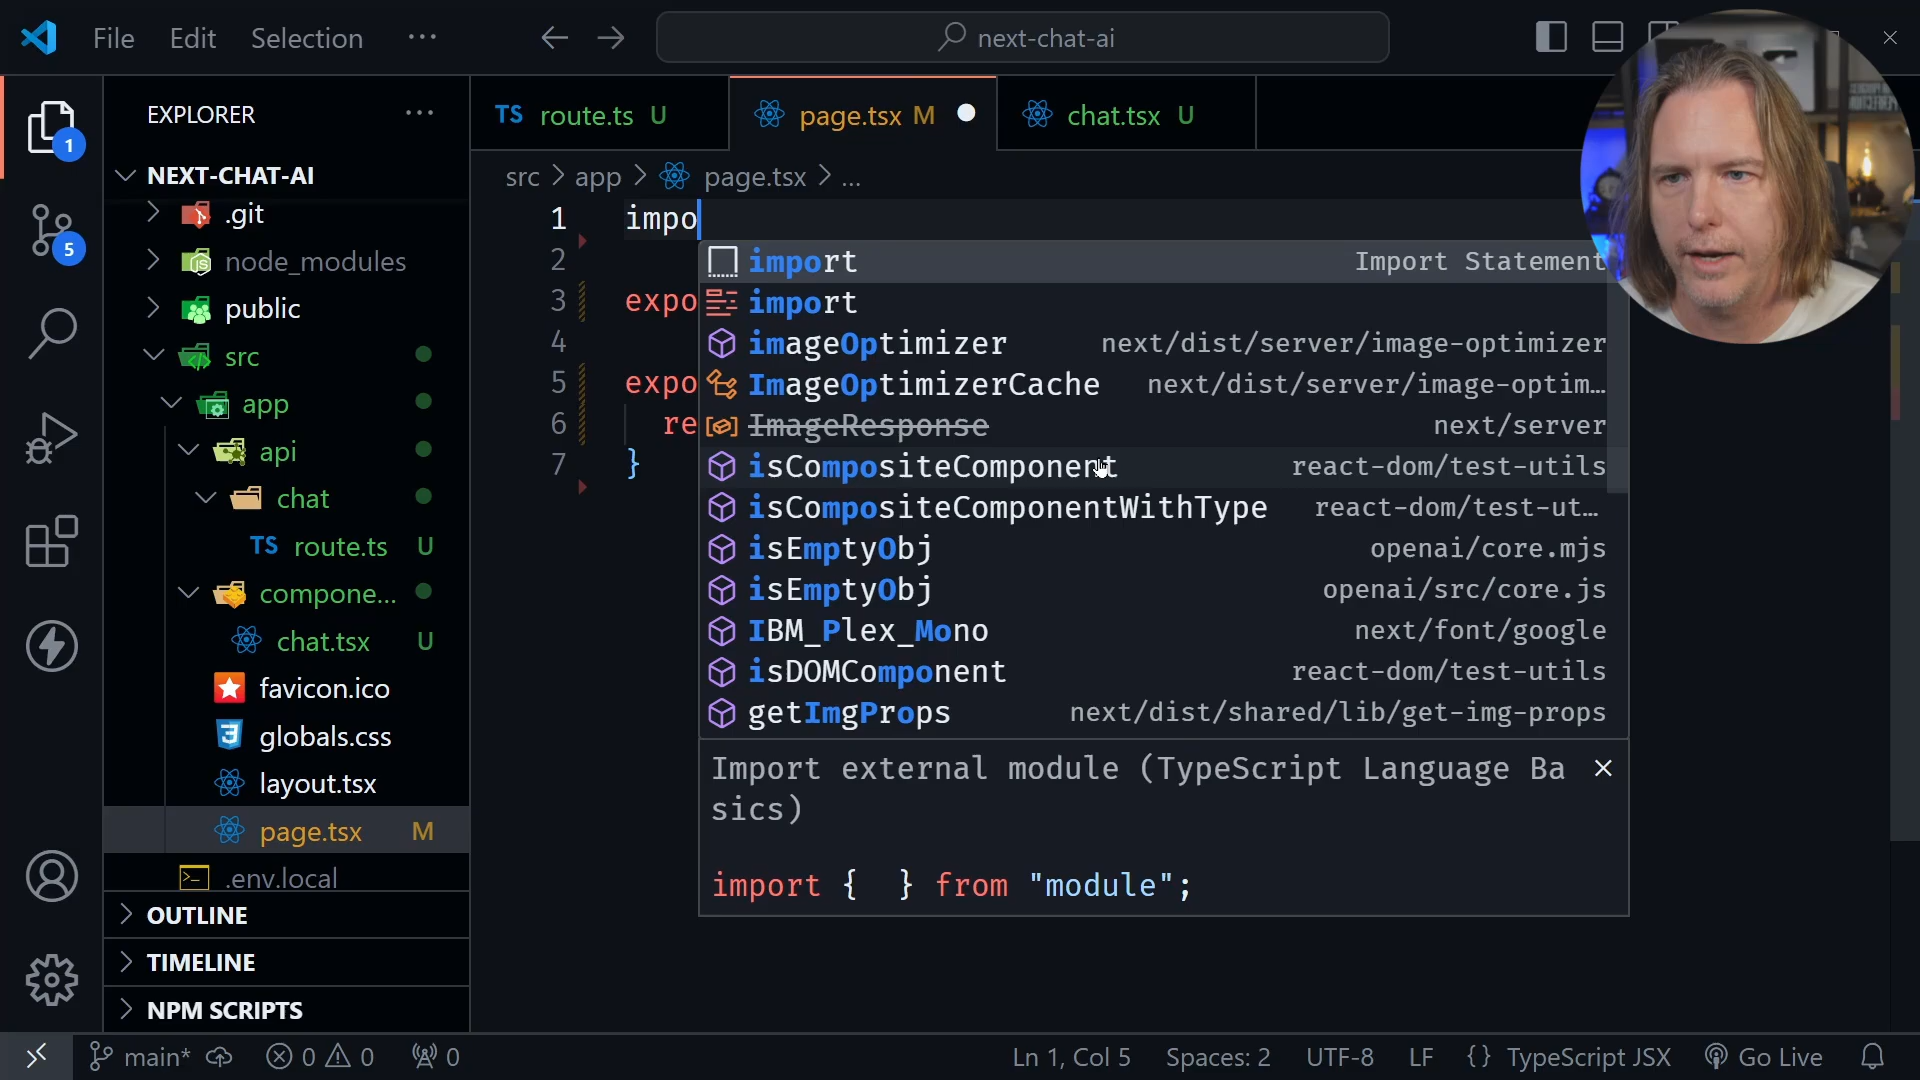 File Edit Selection ··· next-chat-ai
1
5
EXPLORER ···
NEXT-CHAT-AI
.git
node_modules
public
src
app
api
chat
TS route.ts U
compone...
chat.tsx U
favicon.ico
globals.css
layout.tsx
page.tsx M
.env.local
OUTLINE
TIMELINE
NPM SCRIPTS
TS route.ts U
page.tsx M
chat.tsx U
src > app > page.tsx > ...
1 impo
2
3 expo
4
5 expo
6 re
7 }
import Import Statement
import
imageOptimizer next/dist/server/image-optimizer
ImageOptimizerCache next/dist/server/image-optim...
ImageResponse next/server
isCompositeComponent react-dom/test-utils
isCompositeComponentWithType react-dom/test-ut...
isEmptyObj openai/core.mjs
isEmptyObj openai/src/core.js
IBM_Plex_Mono next/font/google
isDOMComponent react-dom/test-utils
getImgProps next/dist/shared/lib/get-img-props
Import external module (TypeScript Language Ba
sics)
import {  } from "module";
main* 0 0 0 Ln 1, Col 5 Spaces: 2 UTF-8 LF {} TypeScript JSX Go Live